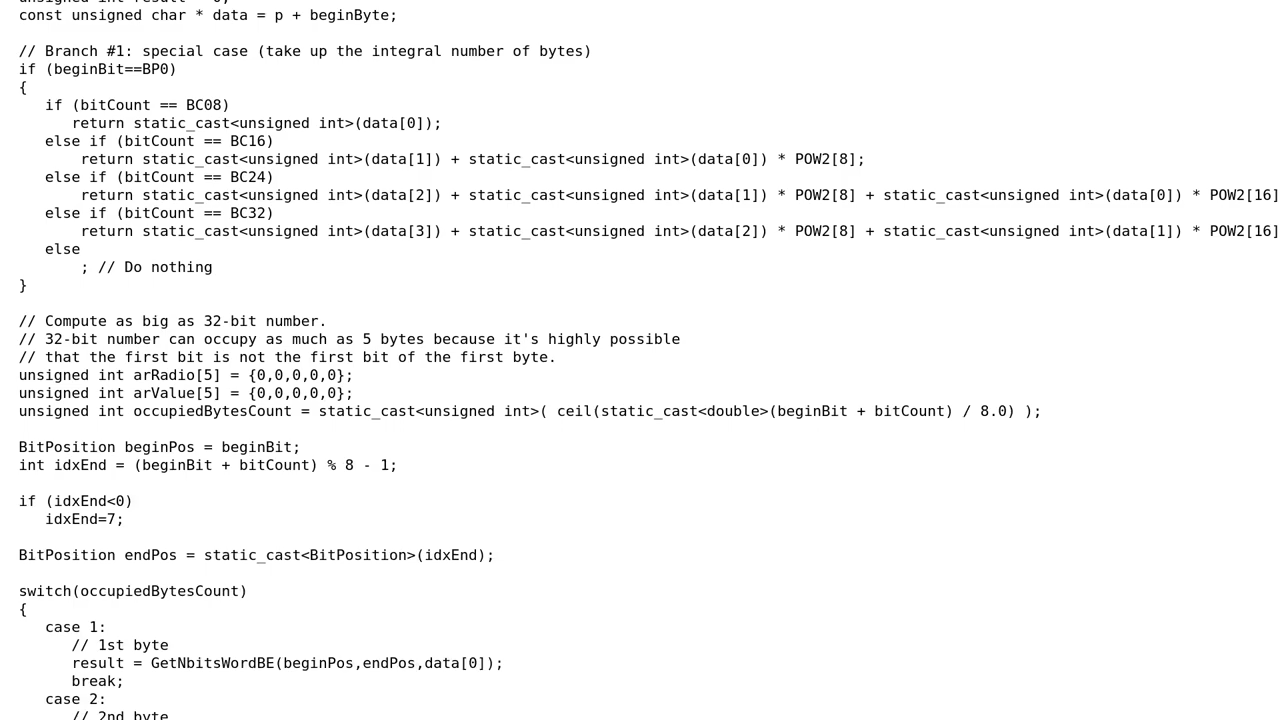 const unsigned char * data = p + beginByte;

// Branch #1: special case (take up the integral number of bytes)
if (beginBit==BP0)
{
   if (bitCount == BC08)
      return static_cast<unsigned int>(data[0]);
   else if (bitCount == BC16)
       return static_cast<unsigned int>(data[1]) + static_cast<unsigned int>(data[0]) * POW2[8];
   else if (bitCount == BC24)
       return static_cast<unsigned int>(data[2]) + static_cast<unsigned int>(data[1]) * POW2[8] + static_cast<unsigned int>(data[0]) * POW2[16]
   else if (bitCount == BC32)
       return static_cast<unsigned int>(data[3]) + static_cast<unsigned int>(data[2]) * POW2[8] + static_cast<unsigned int>(data[1]) * POW2[16]
   else
       ; // Do nothing
}

// Compute as big as 32-bit number.
// 32-bit number can occupy as much as 5 bytes because it's highly possible
// that the first bit is not the first bit of the first byte.
unsigned int arRadio[5] = {0,0,0,0,0};
unsigned int arValue[5] = {0,0,0,0,0};
unsigned int occupiedBytesCount = static_cast<unsigned int>( ceil(static_cast<double>(beginBit + bitCount) / 8.0) );

BitPosition beginPos = beginBit;
int idxEnd = (beginBit + bitCount) % 8 - 1;

if (idxEnd<0)
   idxEnd=7;

BitPosition endPos = static_cast<BitPosition>(idxEnd);

switch(occupiedBytesCount)
{
   case 1:
      // 1st byte
      result = GetNbitsWordBE(beginPos,endPos,data[0]);
      break;
   case 2:
      // 2nd byte